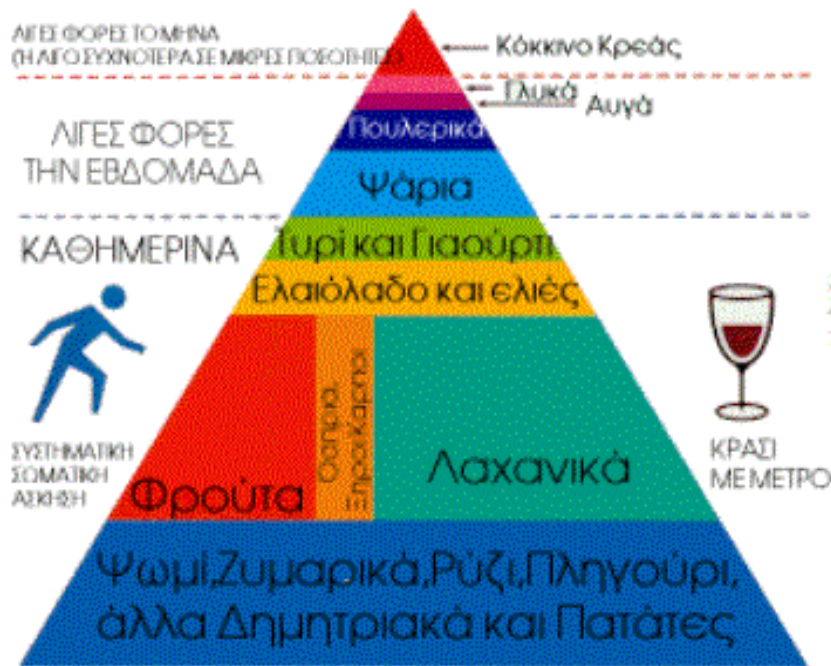 ΛΙΓΕΣ ΦΟΡΕΣ ΤΟ ΜΗΝΑ
(Ή ΛΙΓΟ ΣΥΧΝΟΤΕΡΑ ΣΕ ΜΙΚΡΕΣ ΠΟΣΟΤΗΤΕΣ)
Κόκκινο Κρεάς
Γλυκά
Αυγά
ΛΙΓΕΣ ΦΟΡΕΣ
ΤΗΝ ΕΒΔΟΜΑΔΑ
Πουλερικά
Ψάρια
ΚΑΘΗΜΕΡΙΝΑ
Τυρί και Γιαούρτι
Ελαιόλαδο και ελιές
Φρούτα
Όσπρια,
Ξηροί Καρποί
Λαχανικά
ΣΥΣΤΗΜΑΤΙΚΗ
ΣΩΜΑΤΙΚΗ
ΑΣΚΗΣΗ
ΚΡΑΣΙ
ΜΕ ΜΕΤΡΟ
Ψωμί,Ζυμαρικά,Ρύζι,Πληγούρι,
άλλα Δημητριακά και Πατάτες